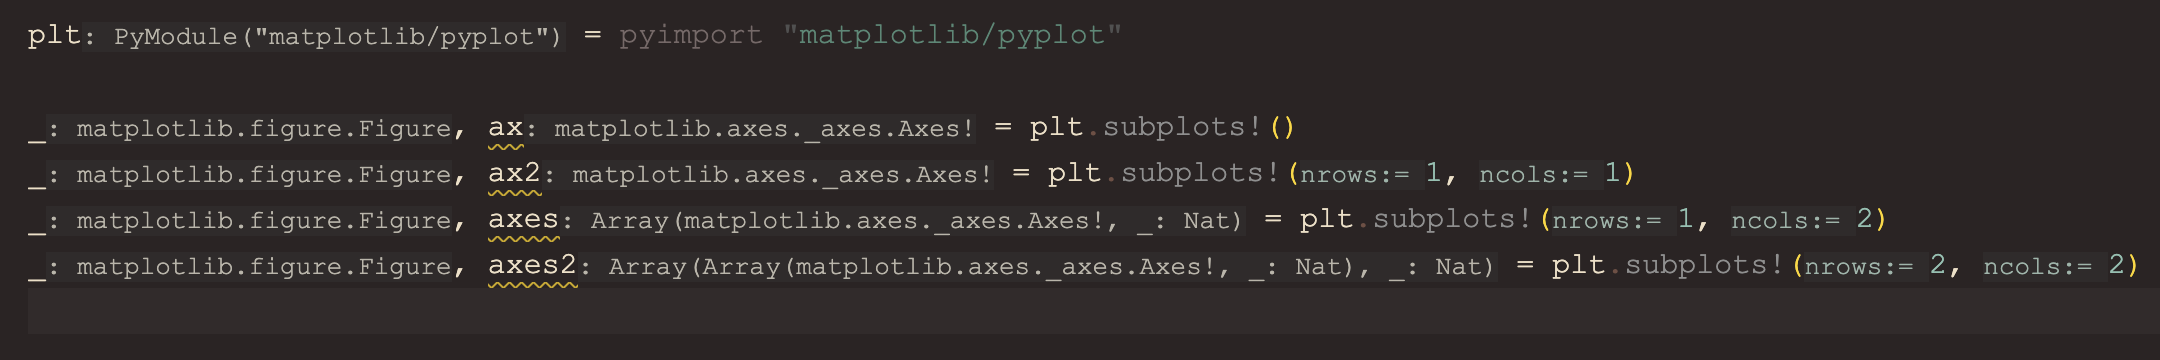 plt: PyModule("matplotlib/pyplot") = pyimport "matplotlib/pyplot"
_: matplotlib.figure.Figure, ax: matplotlib.axes._axes.Axes! = plt.subplots!()
_: matplotlib.figure.Figure, ax2: matplotlib.axes._axes.Axes! = plt.subplots!(nrows:= 1, ncols:= 1)
_: matplotlib.figure.Figure, axes: Array(matplotlib.axes._axes.Axes!, _: Nat) = plt.subplots!(nrows:= 1, ncols:= 2)
_: matplotlib.figure.Figure, axes2: Array(Array(matplotlib.axes._axes.Axes!, _: Nat), _: Nat) = plt.subplots!(nrows:= 2, ncols:= 2)